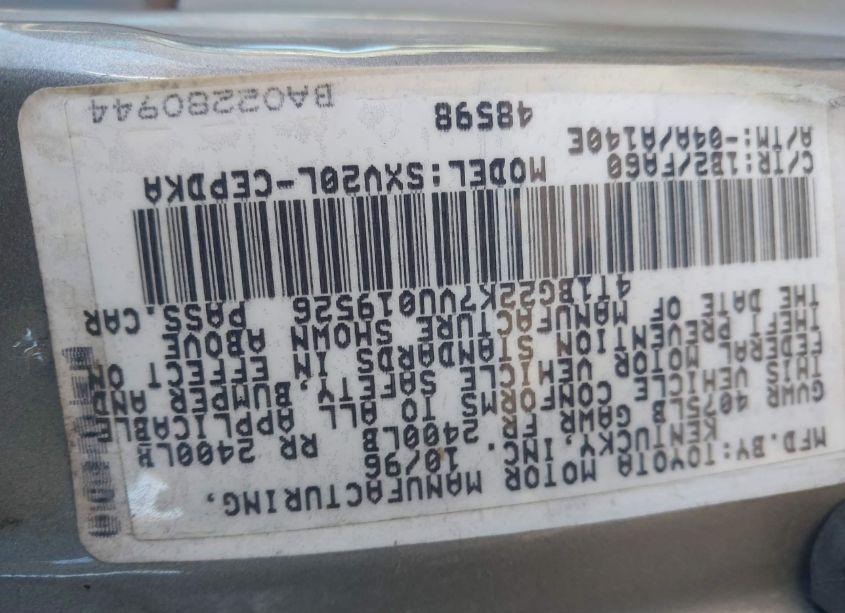 MFD.BY:TOYOTA MOTOR MANUFACTURING,
KENTUCKY,INC. 10/96
GVWR 4075LB GAWR FR 2400LB RR 2400LB
THIS VEHICLE CONFORMS TO ALL APPLICABLE
FEDERAL MOTOR VEHICLE SAFETY, BUMPER AND
THEFT PREVENTION STANDARDS IN EFFECT ON
THE DATE OF MANUFACTURE SHOWN ABOVE
4T1BG22K7VU019526 PASS.CAR
C/TR:1B2/FA60 MODEL:SXV20L-CEPDKA
A/TM:-04A/A140E
48598
BA02280944